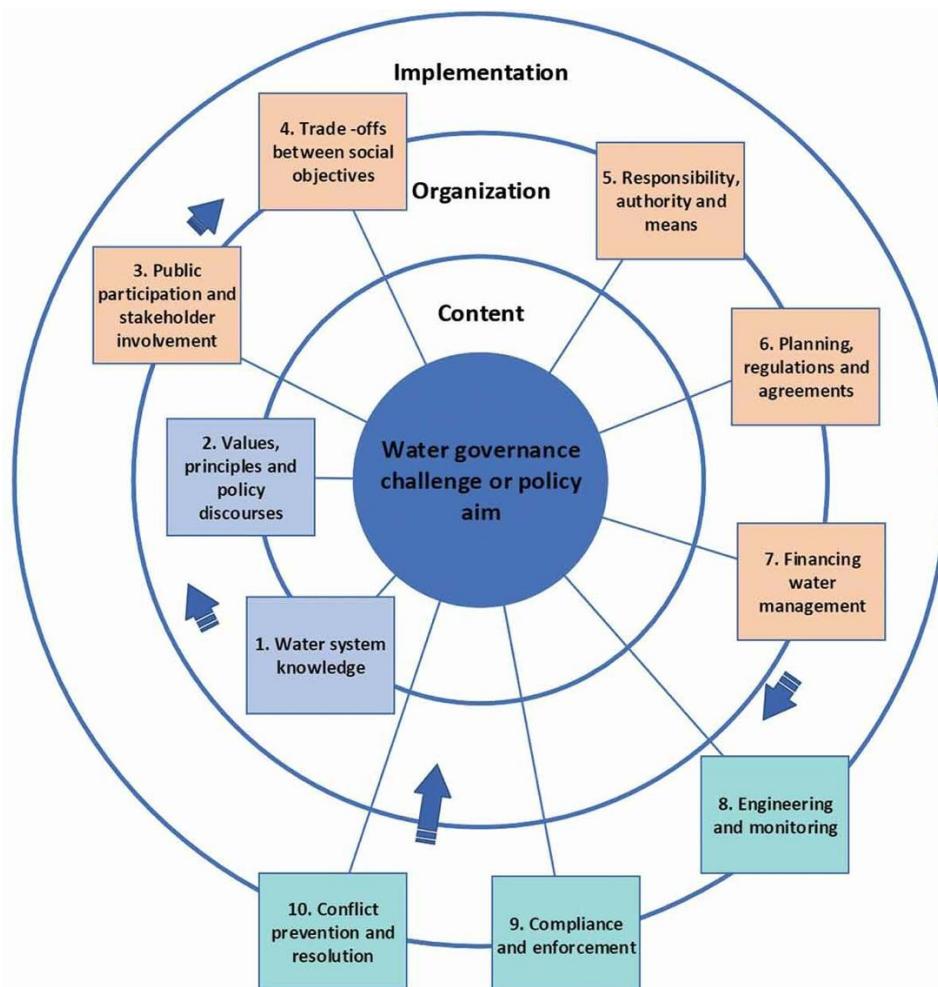 Implementation
4. Trade -offs
between social
objectives
Organization
5. Responsibility,
authority and
means
3. Public
participation and
stakeholder
involvement
Content
6. Planning,
regulations and
agreements
2. Values,
principles and
policy
discourses
Water governance
challenge or policy
aim
7. Financing
water
management
1. Water system
knowledge
8. Engineering
and monitoring
10. Conflict
prevention and
resolution
9. Compliance
and enforcement